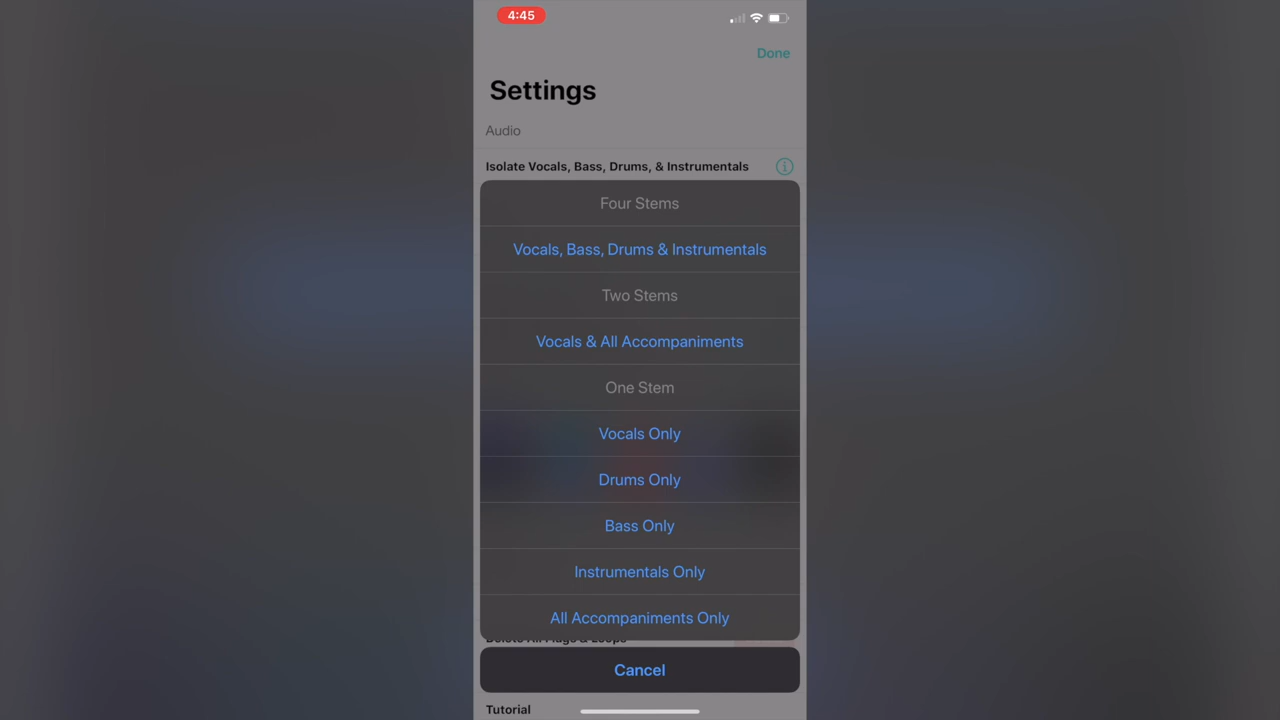 4:45
Done
Settings
Audio
Isolate Vocals, Bass, Drums, & Instrumentals
Four Stems
Vocals, Bass, Drums & Instrumentals
Two Stems
Vocals & All Accompaniments
One Stem
Vocals Only
Drums Only
Bass Only
Instrumentals Only
All Accompaniments Only
Cancel
Tutorial